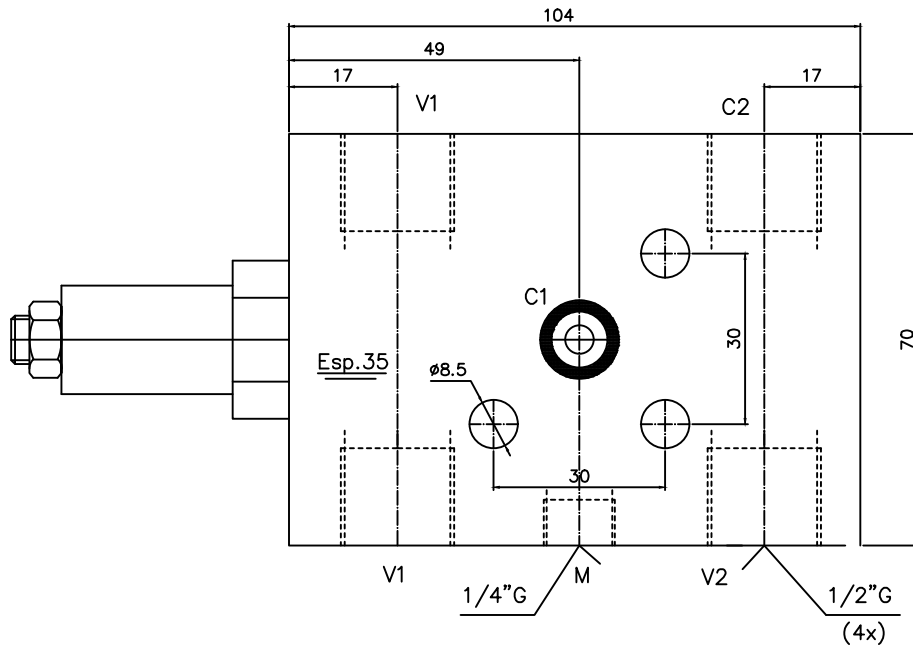 104
49
17
17
V1
C2
C1
30
70
Esp.35
ø8.5
30
V1
M
V2
1/4"G
1/2"G
(4x)